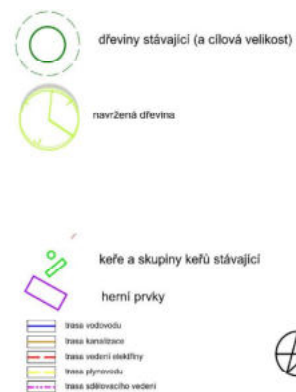 dřeviny stávající (a cílová velikost)
navržená dřevina
keře a skupiny keřů stávající
herní prvky
trasa vodovodu
trasa kanalizace
trasa vedení elektřiny
trasa plynovodu
trasa sdělovacího vedení